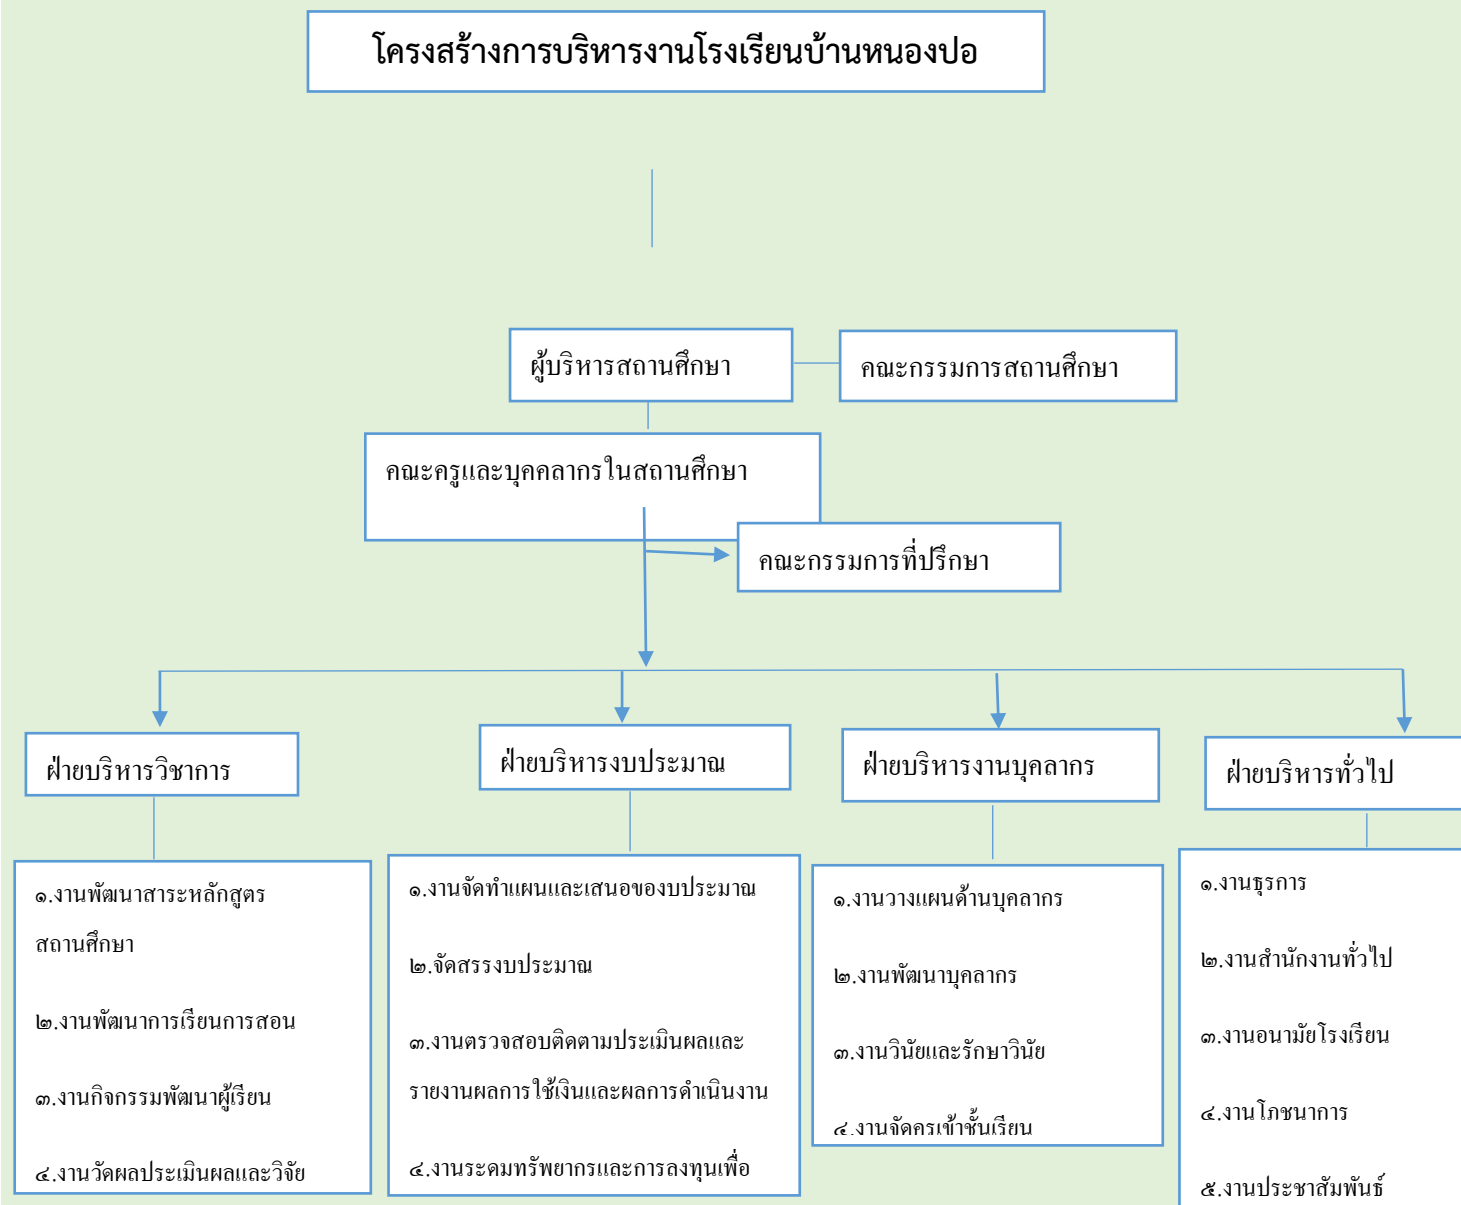 โครงสร้างการบริหารงานโรงเรียนบ้านหนองปอ
ผู้บริหารสถานศึกษา
คณะกรรมการสถานศึกษา
คณะครูและบุคคลากรในสถานศึกษา
คณะกรรมการที่ปรึกษา
ฝ่ายบริหารวิชาการ
ฝ่ายบริหารงบประมาณ
ฝ่ายบริหารงานบุคลากร
ฝ่ายบริหารทั่วไป
๑.งานพัฒนาสาระหลักสูตร
สถานศึกษา
๒.งานพัฒนาการเรียนการสอน
๓.งานกิจกรรมพัฒนาผู้เรียน
๔.งานวัดผลประเมินผลและวิจัย
๑.งานจัดทำแผนและเสนอของบประมาณ
๒.จัดสรรงบประมาณ
๓.งานตรวจสอบติดตามประเมินผลและ
รายงานผลการใช้เงินและผลการดำเนินงาน
๔.งานระดมทรัพยากรและการลงทุนเพื่อ
๑.งานวางแผนด้านบุคลากร
๒.งานพัฒนาบุคลากร
๓.งานวินัยและรักษาวินัย
๔.งานจัดครูเข้าชั้นเรียน
๑.งานธุรการ
๒.งานสำนักงานทั่วไป
๓.งานอนามัยโรงเรียน
๔.งานโภชนาการ
๕.งานประชาสัมพันธ์